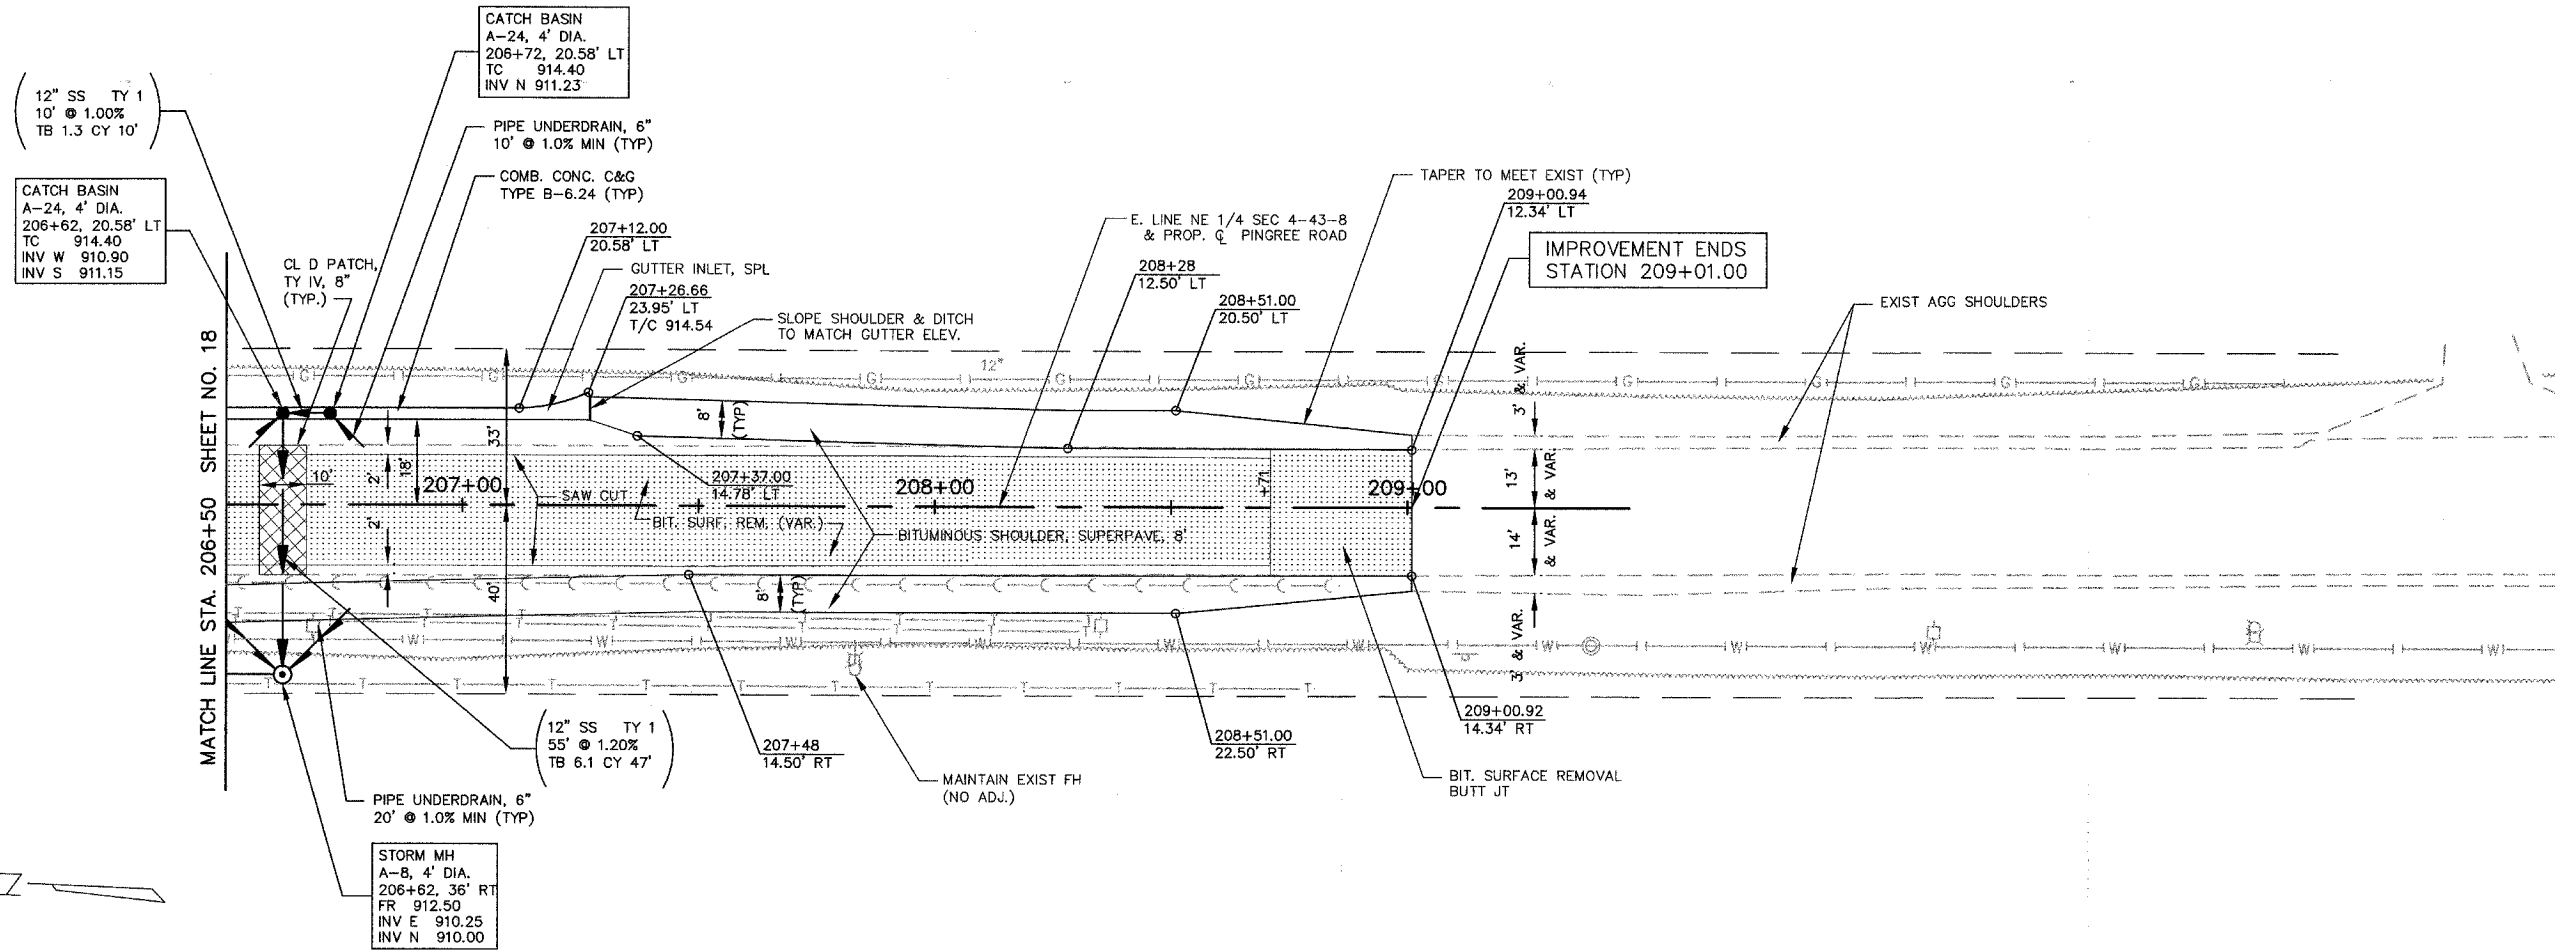 CATCH BASIN
A-24, 4' DIA.
206+72, 20.58' LT
TC 914.40
INV N 911.23
12" SS TY 1
10' @ 1.00%
TB 1.3 CY 10'
PIPE UNDERDRAIN, 6"
10' @ 1.0% MIN (TYP)
COMB. CONC. C&G
TYPE B-6.24 (TYP)
CATCH BASIN
A-24, 4' DIA.
206+62, 20.58' LT
TC 914.40
INV W 910.90
INV S 911.15
CL D PATCH,
TY IV, 8"
(TYP.)
207+12.00
20.58' LT
GUTTER INLET, SPL
207+26.66
23.95' LT
T/C 914.54
SLOPE SHOULDER & DITCH
TO MATCH GUTTER ELEV.
E. LINE NE 1/4 SEC 4-43-8
& PROP. ℄ PINGREE ROAD
208+28
12.50' LT
208+51.00
20.50' LT
TAPER TO MEET EXIST (TYP)
209+00.94
12.34' LT
IMPROVEMENT ENDS
STATION 209+01.00
EXIST AGG SHOULDERS
MATCH LINE STA. 206+50 SHEET NO. 18
12"
G G G G G G G G G G
33'
18'
2'
2'
10'
40'
8'
(TYP)
207+00
207+37.00
14.78' LT
SAW CUT
BIT. SURF. REM. (VAR.)
208+00
BITUMINOUS SHOULDER, SUPERPAVE, 8'
+71
209+00
3' & VAR.
13'
& VAR.
14'
& VAR.
3' & VAR.
8'
(TYP)
W W W W W W W W W W W W
T T T T T T T T T T T T
12" SS TY 1
55' @ 1.20%
TB 6.1 CY 47'
207+48
14.50' RT
208+51.00
22.50' RT
209+00.92
14.34' RT
MAINTAIN EXIST FH
(NO ADJ.)
BIT. SURFACE REMOVAL
BUTT JT
PIPE UNDERDRAIN, 6"
20' @ 1.0% MIN (TYP)
STORM MH
A-8, 4' DIA.
206+62, 36' RT
FR 912.50
INV E 910.25
INV N 910.00